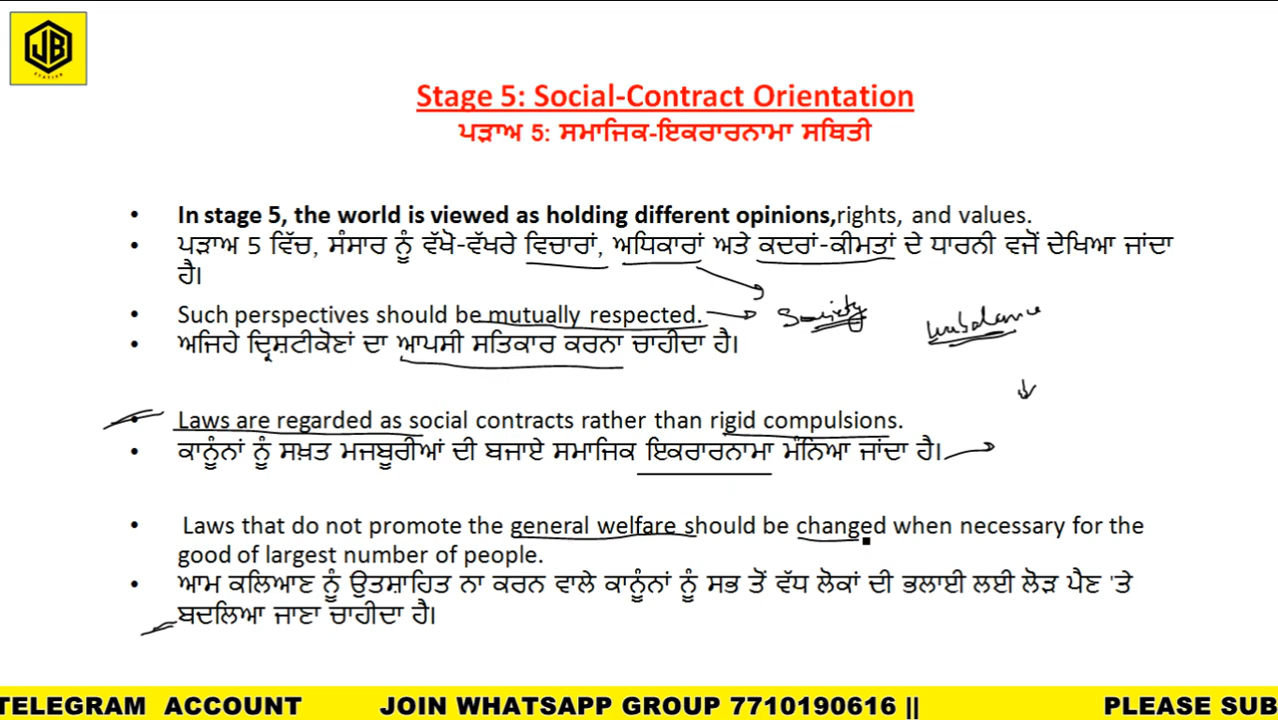 JB
Stage 5: Social-Contract Orientation
ਪੜਾਅ 5: ਸਮਾਜਿਕ-ਇਕਰਾਰਨਾਮਾ ਸਥਿਤੀ
• In stage 5, the world is viewed as holding different opinions,rights, and values.
• ਪੜਾਅ 5 ਵਿੱਚ, ਸੰਸਾਰ ਨੂੰ ਵੱਖੋ-ਵੱਖਰੇ ਵਿਚਾਰਾਂ, ਅਧਿਕਾਰਾਂ ਅਤੇ ਕਦਰਾਂ-ਕੀਮਤਾਂ ਦੇ ਧਾਰਨੀ ਵਜੋਂ ਦੇਖਿਆ ਜਾਂਦਾ
ਹੈ।
• Such perspectives should be mutually respected.
Society
• ਅਜਿਹੇ ਦ੍ਰਿਸ਼ਟੀਕੋਣਾਂ ਦਾ ਆਪਸੀ ਸਤਿਕਾਰ ਕਰਨਾ ਚਾਹੀਦਾ ਹੈ।
• Laws are regarded as social contracts rather than rigid compulsions.
• ਕਾਨੂੰਨਾਂ ਨੂੰ ਸਖ਼ਤ ਮਜਬੂਰੀਆਂ ਦੀ ਬਜਾਏ ਸਮਾਜਿਕ ਇਕਰਾਰਨਾਮਾ ਮੰਨਿਆ ਜਾਂਦਾ ਹੈ।
• Laws that do not promote the general welfare should be changed when necessary for the
good of largest number of people.
• ਆਮ ਕਲਿਆਣ ਨੂੰ ਉਤਸ਼ਾਹਿਤ ਨਾ ਕਰਨ ਵਾਲੇ ਕਾਨੂੰਨਾਂ ਨੂੰ ਸਭ ਤੋਂ ਵੱਧ ਲੋਕਾਂ ਦੀ ਭਲਾਈ ਲਈ ਲੋੜ ਪੈਣ 'ਤੇ
ਬਦਲਿਆ ਜਾਣਾ ਚਾਹੀਦਾ ਹੈ।
TELEGRAM ACCOUNT JOIN WHATSAPP GROUP 7710190616 || PLEASE SUB